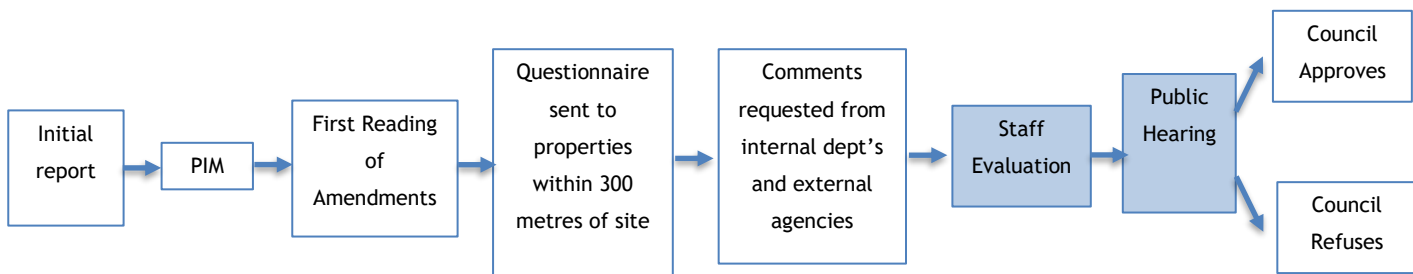 Initial
report
PIM
First Reading
of
Amendments
Questionnaire
sent to
properties
within 300
metres of site
Comments
requested from
internal dept's
and external
agencies
Staff
Evaluation
Public
Hearing
Council
Approves
Council
Refuses